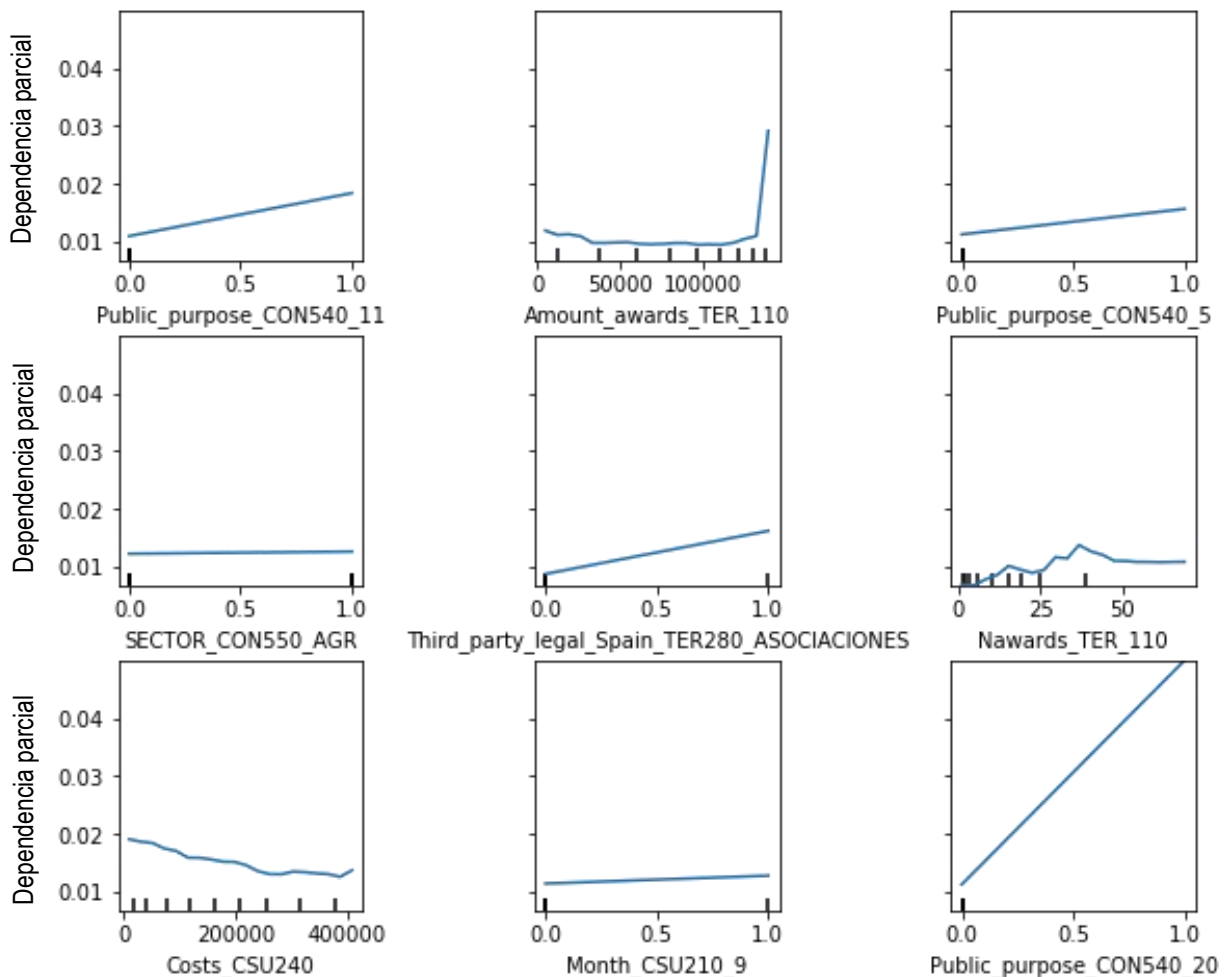 Dependencia parcial
0.04
0.03
0.02
0.01
0.0 0.5 1.0
Public_purpose_CON540_11
0 50000 100000
Amount_awards_TER_110
0.0 0.5 1.0
Public_purpose_CON540_5
Dependencia parcial
0.04
0.03
0.02
0.01
0.0 0.5 1.0
SECTOR_CON550_AGR
0.0 0.5 1.0
Third_party_legal_Spain_TER280_ASOCIACIONES
0 25 50
Nawards_TER_110
Dependencia parcial
0.04
0.03
0.02
0.01
0 200000 400000
Costs_CSU240
0.0 0.5 1.0
Month_CSU210_9
0.0 0.5 1.0
Public_purpose_CON540_20